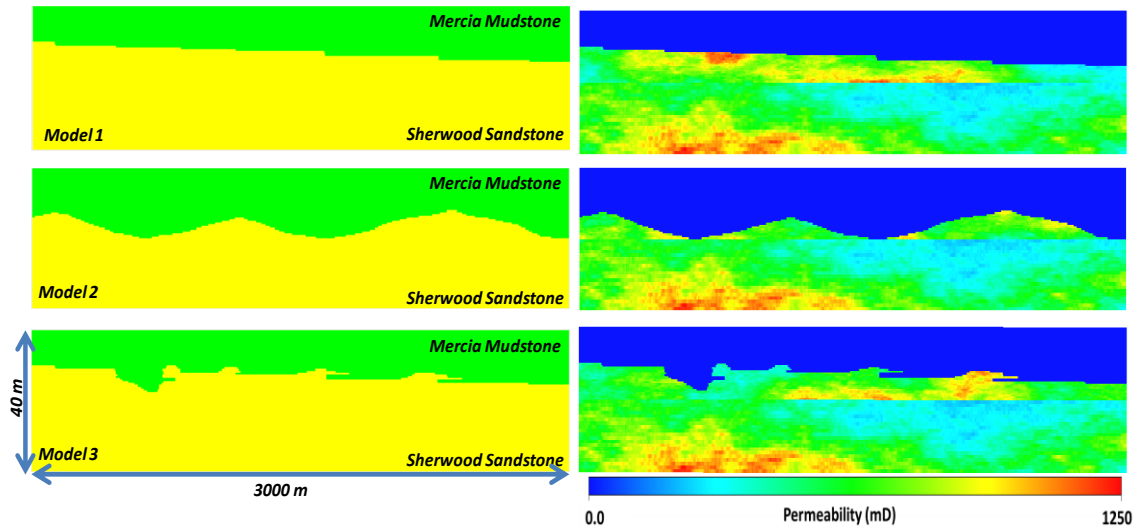 Mercia Mudstone
Model 1
Sherwood Sandstone
Mercia Mudstone
Model 2
Sherwood Sandstone
Mercia Mudstone
40 m
Model 3
Sherwood Sandstone
3000 m
0.0
Permeability (mD)
1250